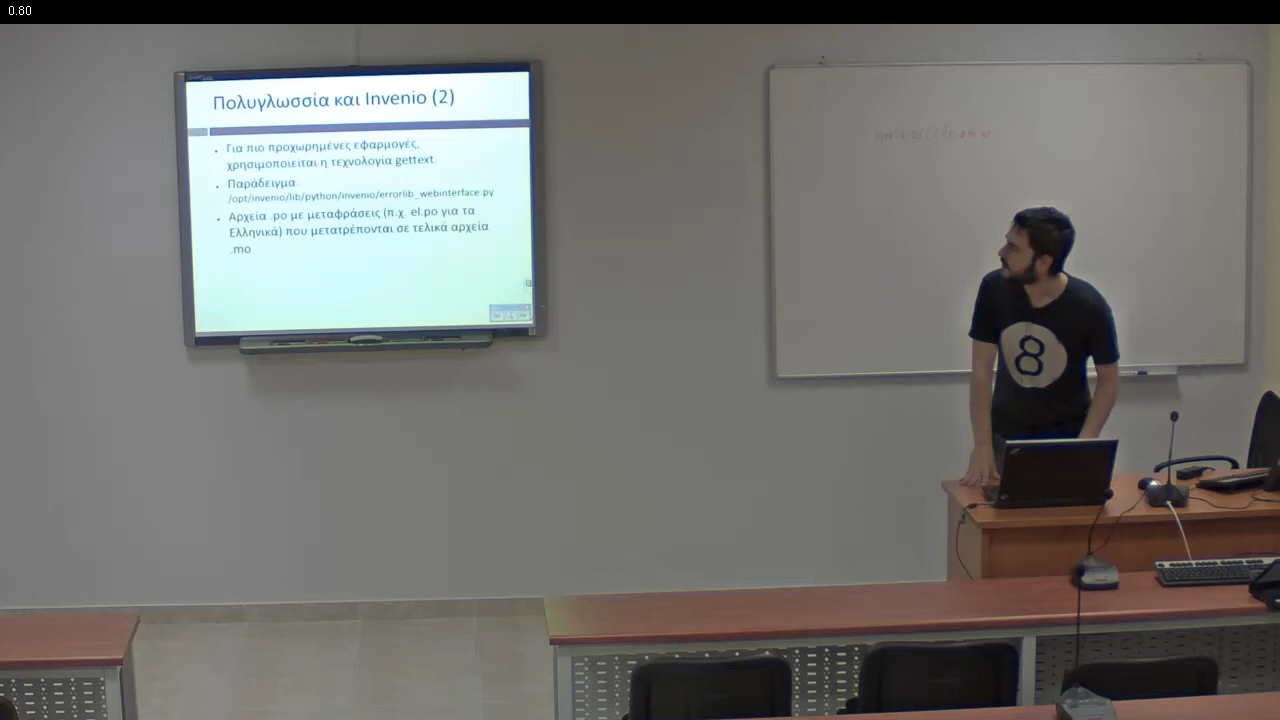 0.80
Πολυγλωσσία και Invenio (2)
Για πιο προχωρημένες εφαρμογές,
χρησιμοποιείται η τεχνολογία gettext.
Παράδειγμα.
/opt/invenio/lib/python/invenio/errorlib_webinterface.py
Αρχεία .po με μεταφράσεις (π.χ. el.po για τα
Ελληνικά) που μετατρέπονται σε τελικά αρχεία
.mo
8